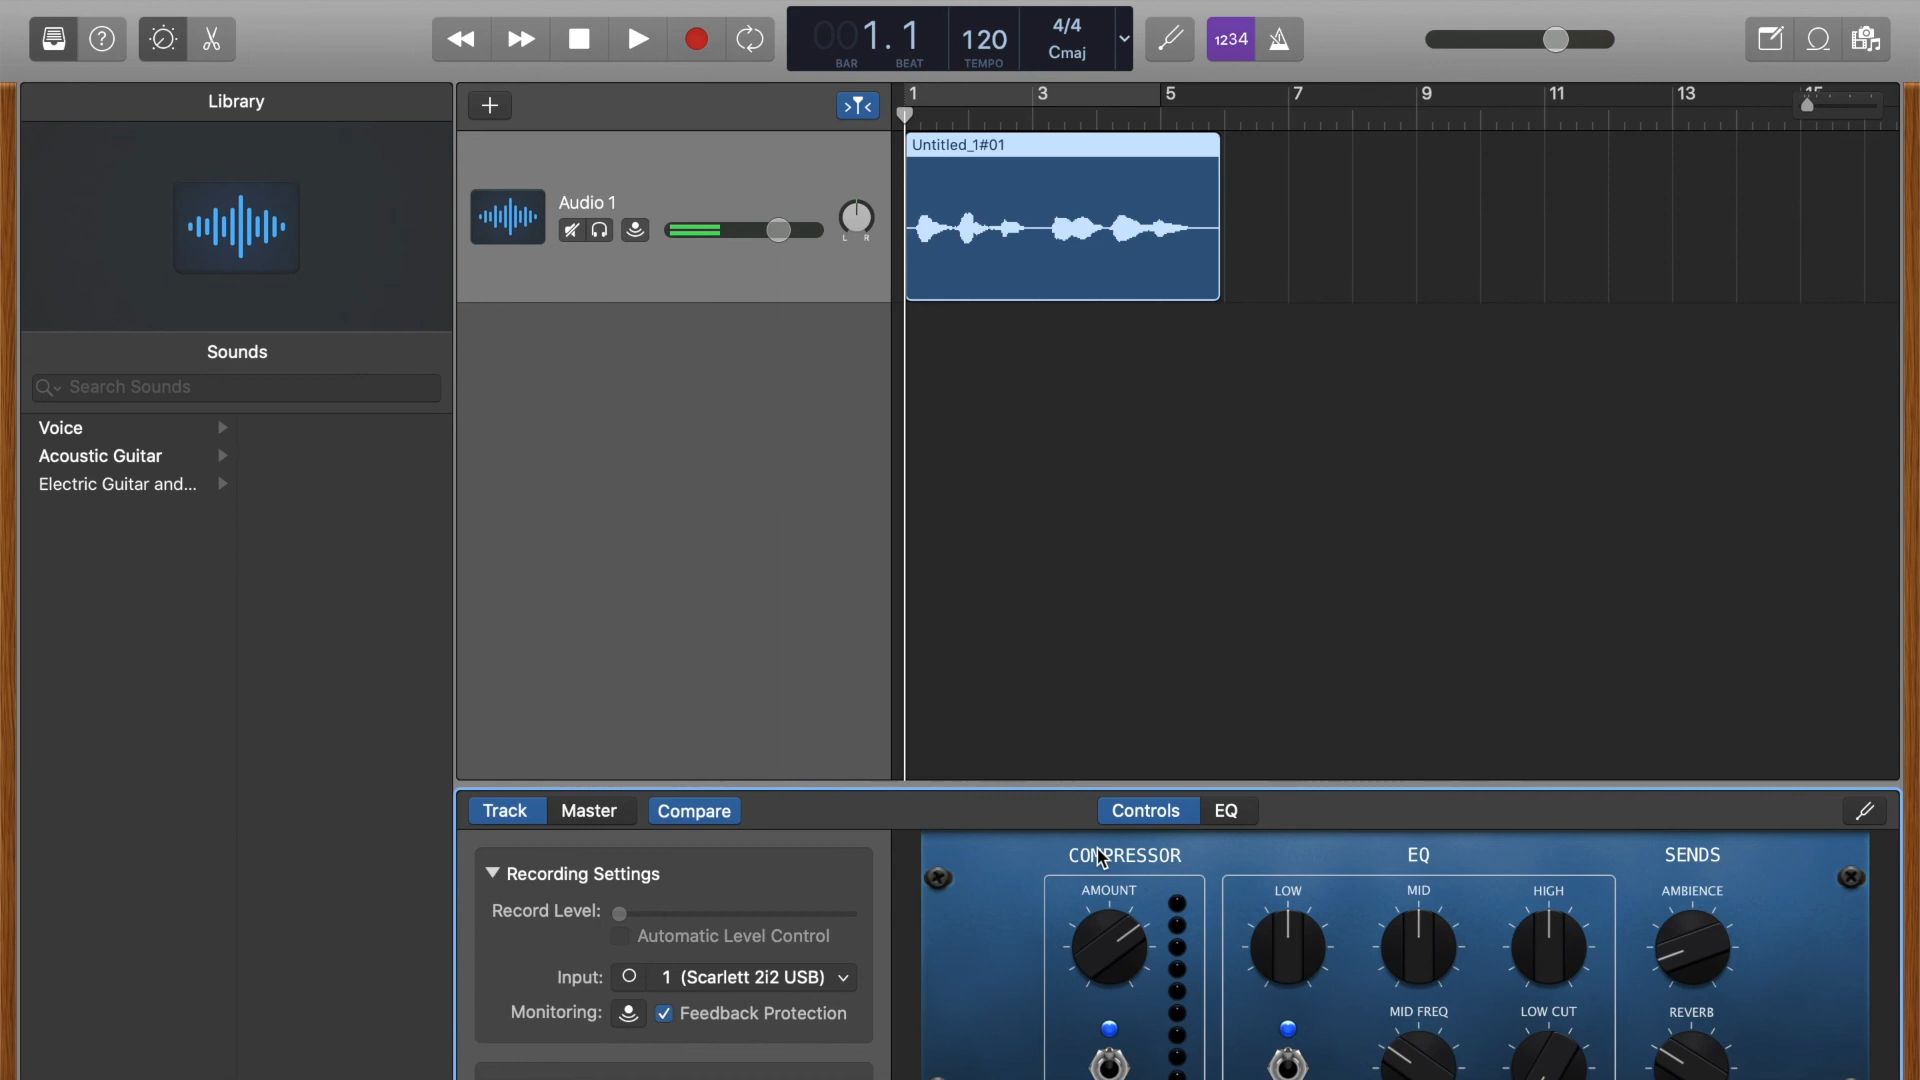 001.1
BAR BEAT
120
TEMPO
4/4
Cmaj
1234
Library
1 3 5 7 9 11 13 15
Untitled_1#01
Audio 1
L R
Sounds
Search Sounds
Voice
Acoustic Guitar
Electric Guitar and...
Track Master Compare
Controls EQ
Recording Settings
Record Level:
Automatic Level Control
Input: 1 (Scarlett 2i2 USB)
Monitoring: Feedback Protection
COMPRESSOR EQ SENDS
AMOUNT LOW MID HIGH AMBIENCE
MID FREQ LOW CUT REVERB